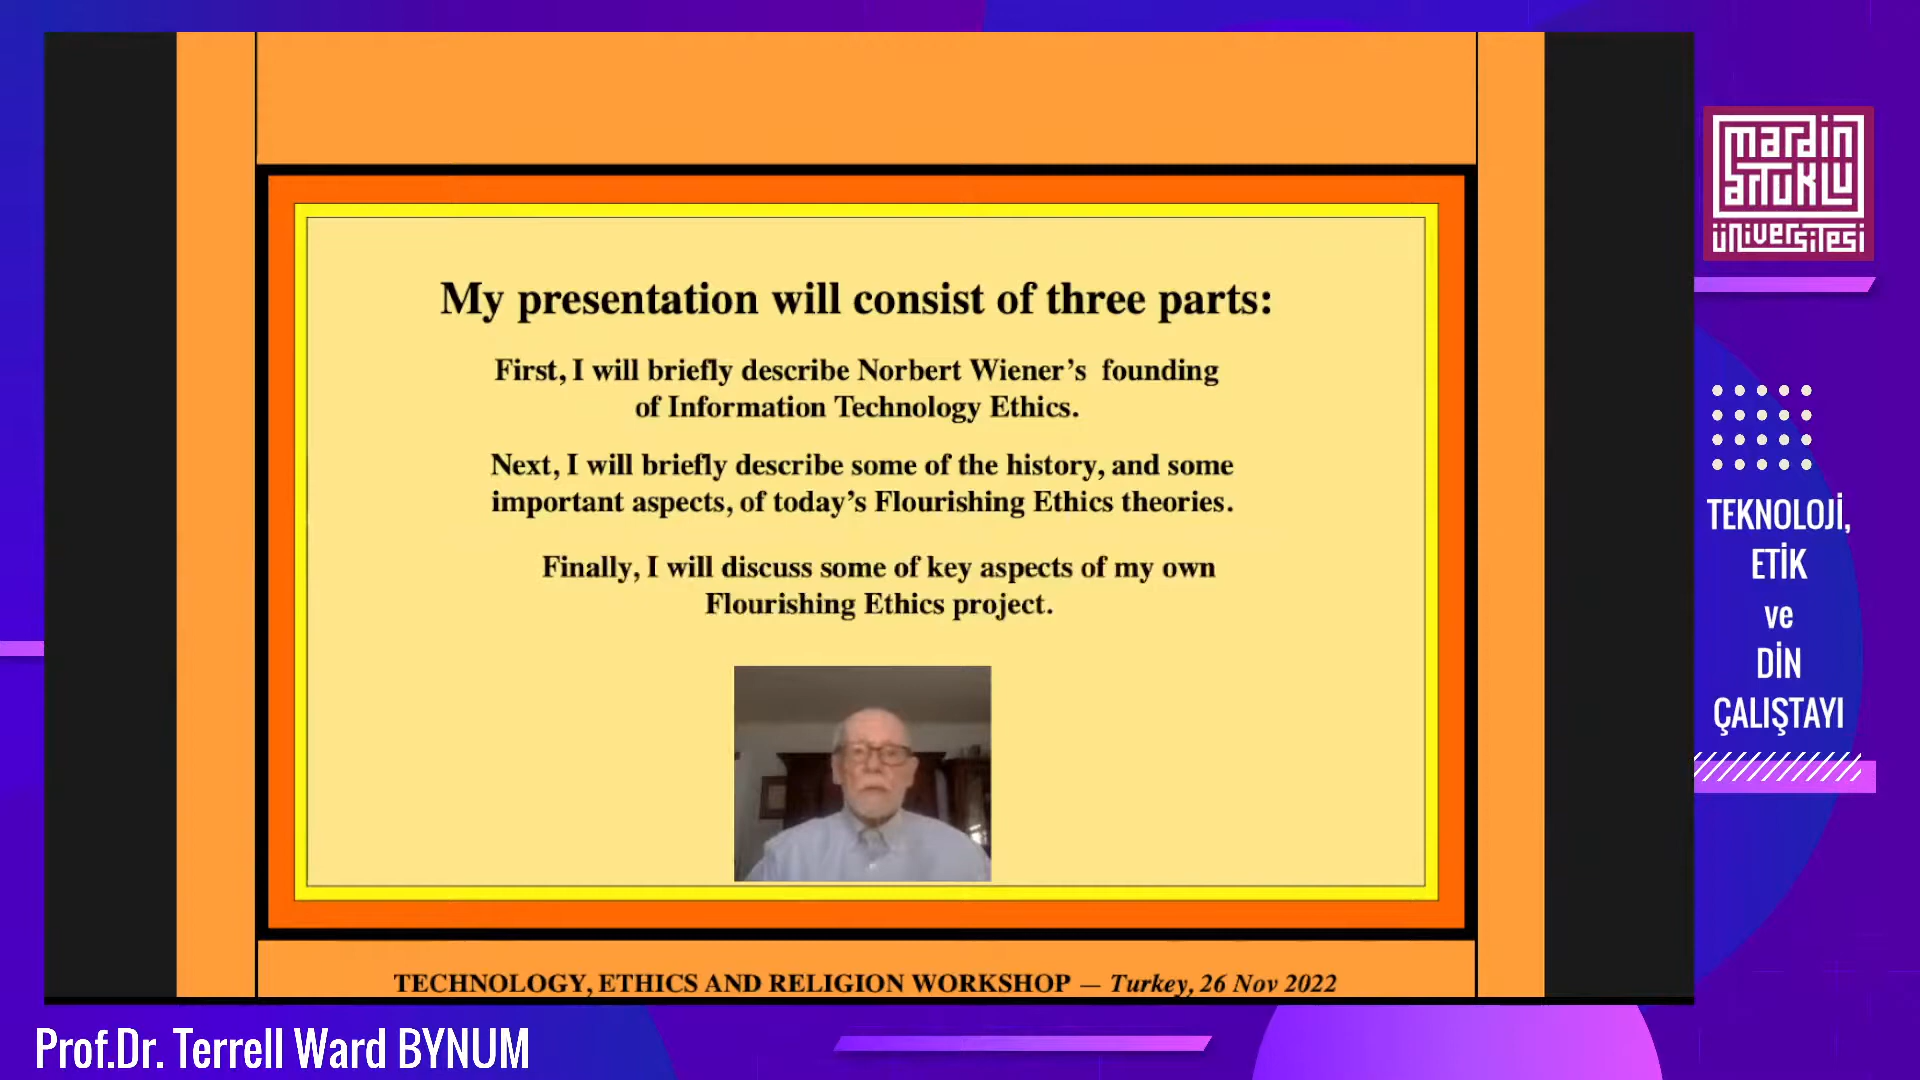 My presentation will consist of three parts:
First, I will briefly describe Norbert Wiener’s founding
of Information Technology Ethics.
Next, I will briefly describe some of the history, and some
important aspects, of today’s Flourishing Ethics theories.
Finally, I will discuss some of key aspects of my own
Flourishing Ethics project.
TECHNOLOGY, ETHICS AND RELIGION WORKSHOP — Turkey, 26 Nov 2022
mardin
artuklu
üniversitesi
TEKNOLOJİ,
ETİK
ve
DİN
ÇALIŞTAYI
Prof.Dr. Terrell Ward BYNUM